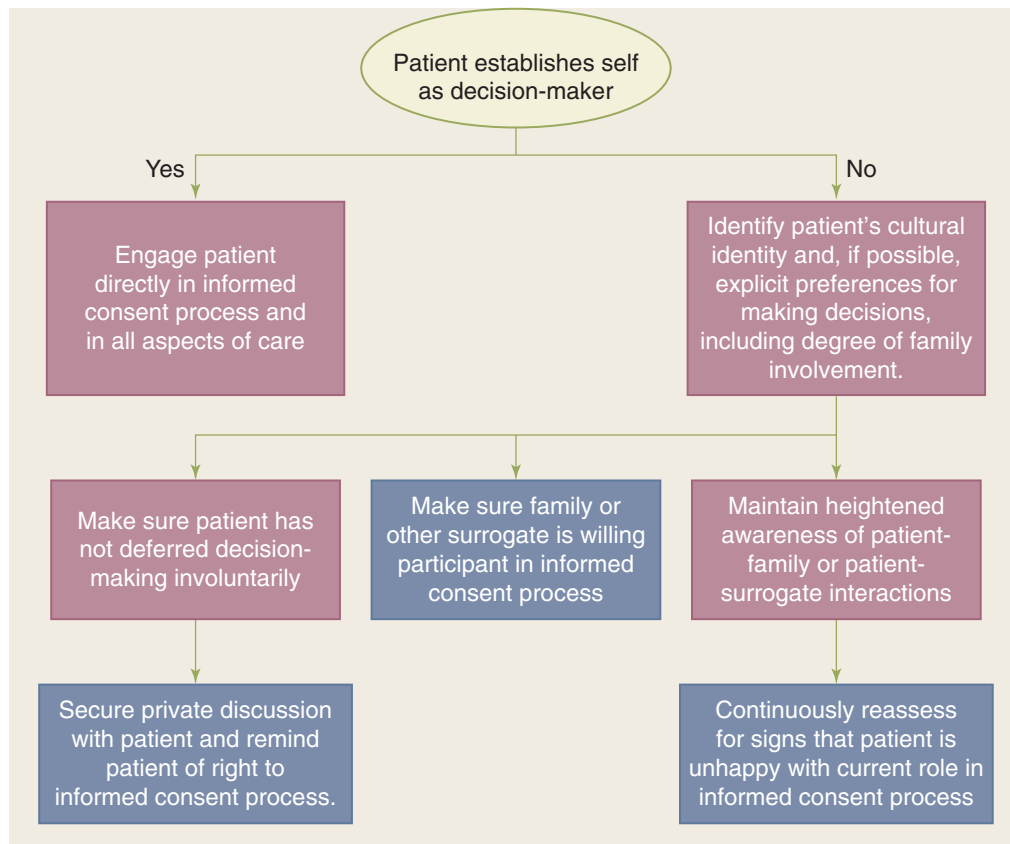 Patient establishes self
as decision-maker
Yes
No
Engage patient
directly in informed
consent process and
in all aspects of care
Identify patient’s cultural
identity and, if possible,
explicit preferences for
making decisions,
including degree of family
involvement.
Make sure patient has
not deferred decision-
making involuntarily
Make sure family or
other surrogate is willing
participant in informed
consent process
Maintain heightened
awareness of patient-
family or patient-
surrogate interactions
Secure private discussion
with patient and remind
patient of right to
informed consent process.
Continuously reassess
for signs that patient is
unhappy with current role in
informed consent process